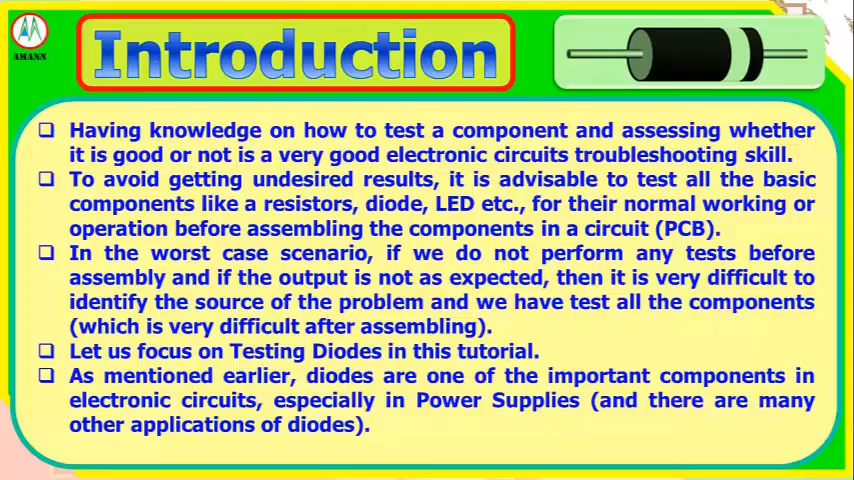 AMANN
Introduction
Having knowledge on how to test a component and assessing whether
it is good or not is a very good electronic circuits troubleshooting skill.
To avoid getting undesired results, it is advisable to test all the basic
components like a resistors, diode, LED etc., for their normal working or
operation before assembling the components in a circuit (PCB).
In the worst case scenario, if we do not perform any tests before
assembly and if the output is not as expected, then it is very difficult to
identify the source of the problem and we have test all the components
(which is very difficult after assembling).
Let us focus on Testing Diodes in this tutorial.
As mentioned earlier, diodes are one of the important components in
electronic circuits, especially in Power Supplies (and there are many
other applications of diodes).